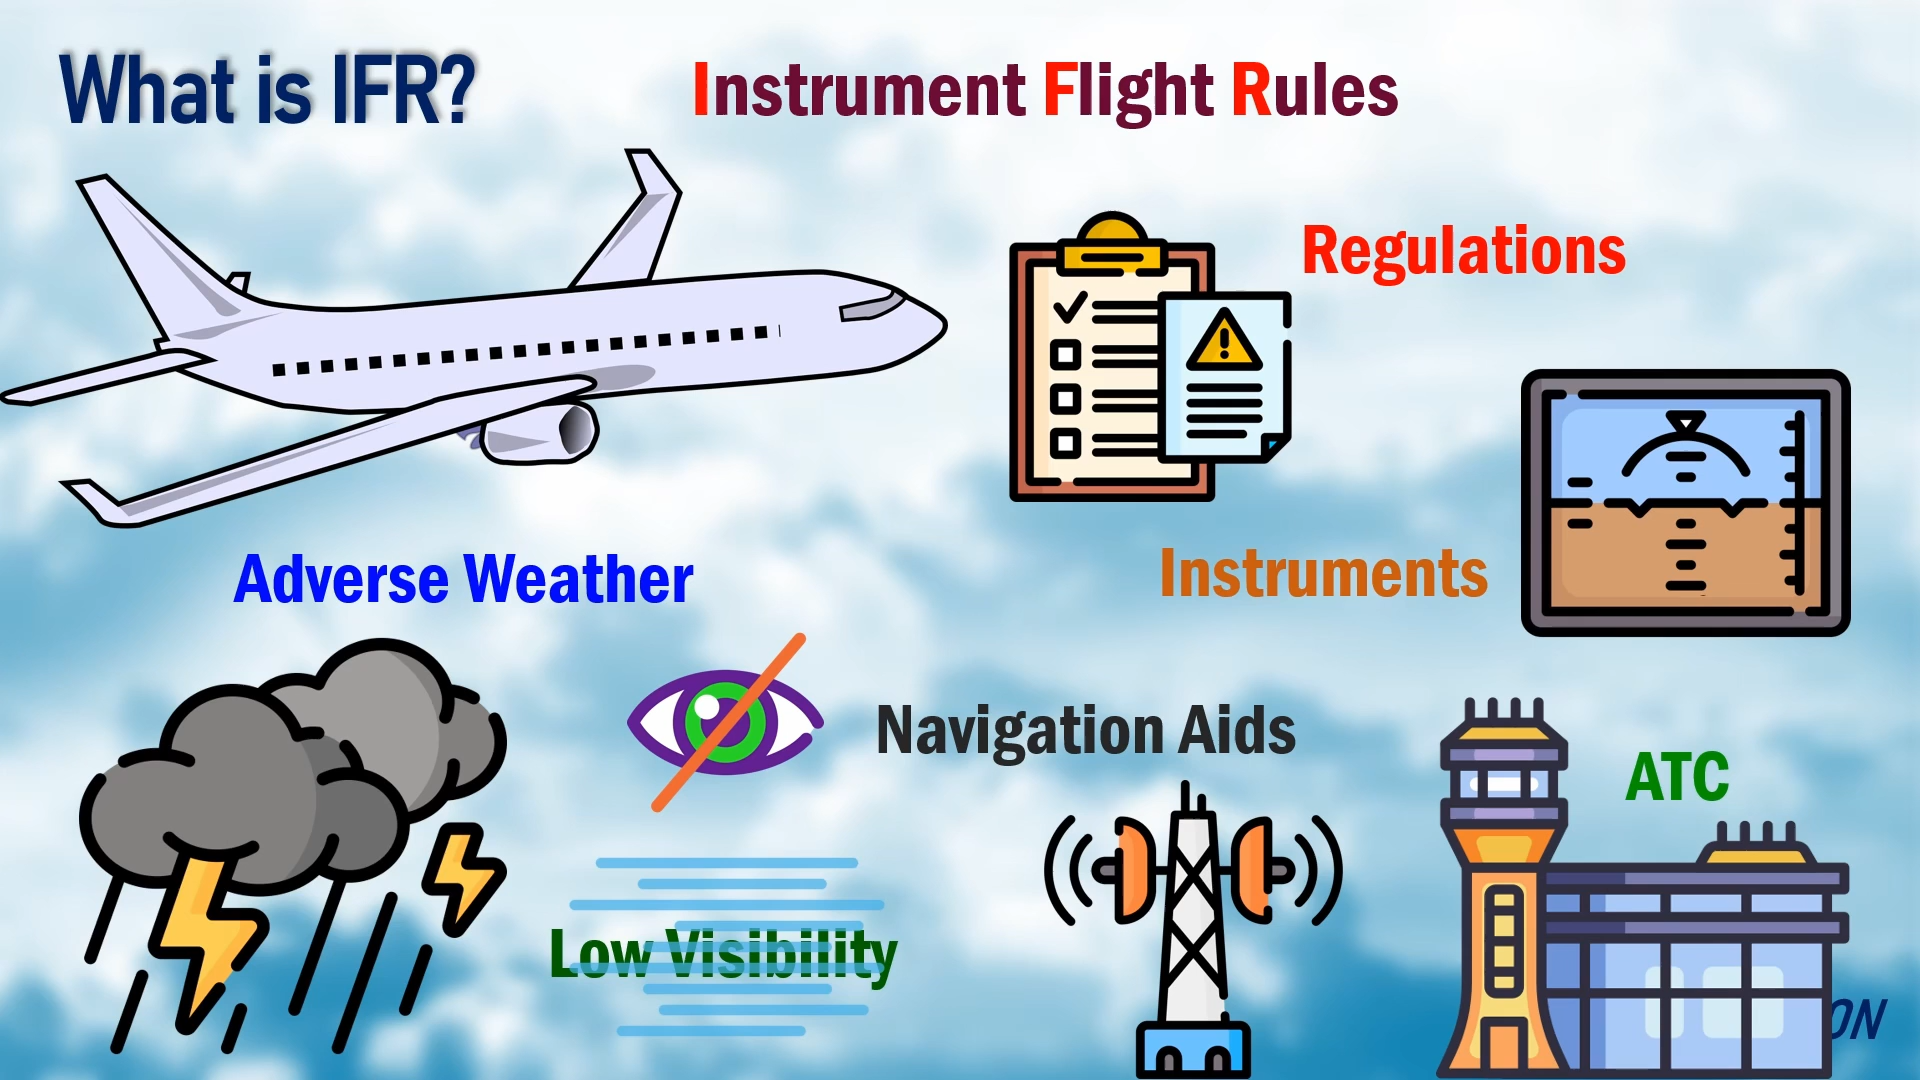 What is IFR?
Instrument Flight Rules
Regulations
Instruments
Adverse Weather
Navigation Aids
ATC
Low Visibility